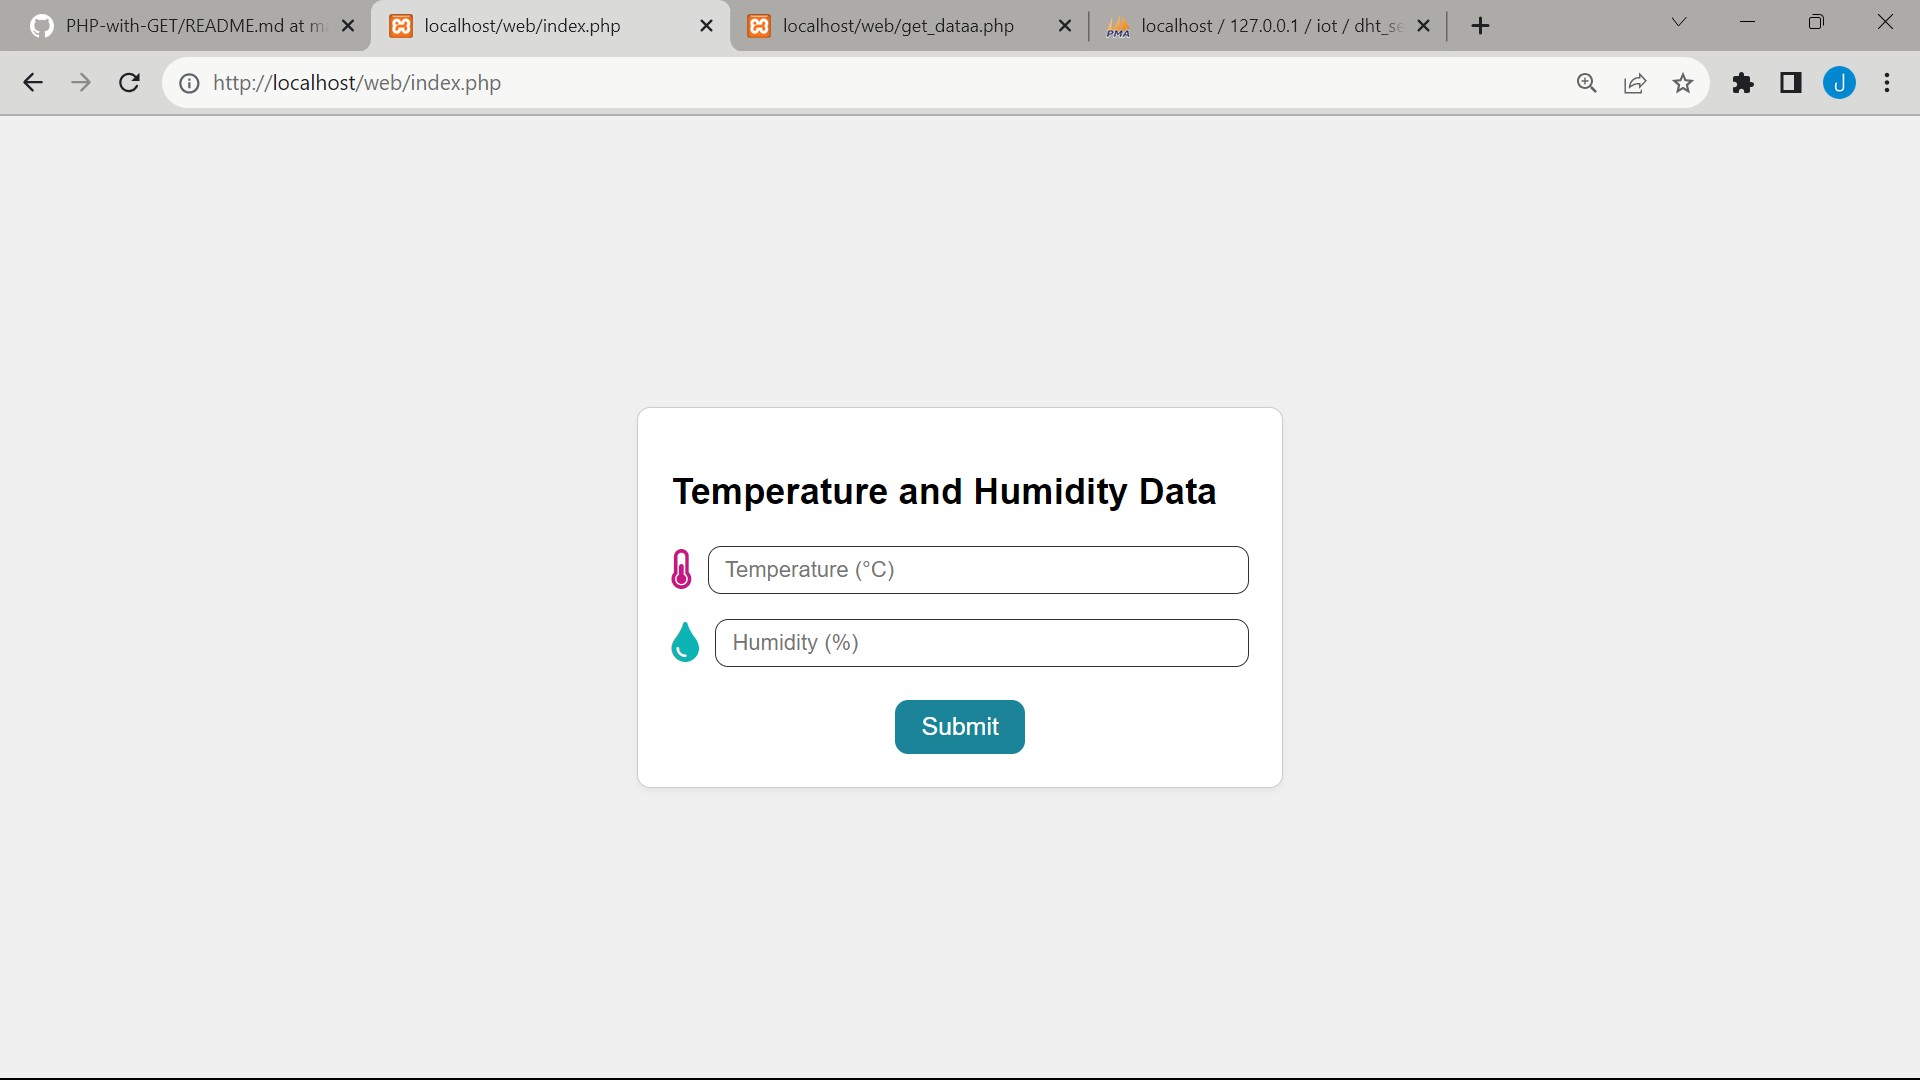 PHP-with-GET/README.md at m
localhost/web/index.php
localhost/web/get_dataa.php
PMA
localhost / 127.0.0.1 / iot / dht_se
http://localhost/web/index.php
J
Temperature and Humidity Data
Temperature (°C)
Humidity (%)
Submit